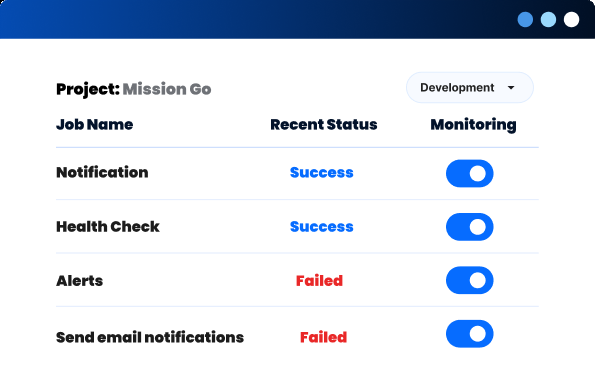 Project: Mission Go
Development
Job Name Recent Status Monitoring
Notification Success
Health Check Success
Alerts Failed
Send email notifications Failed